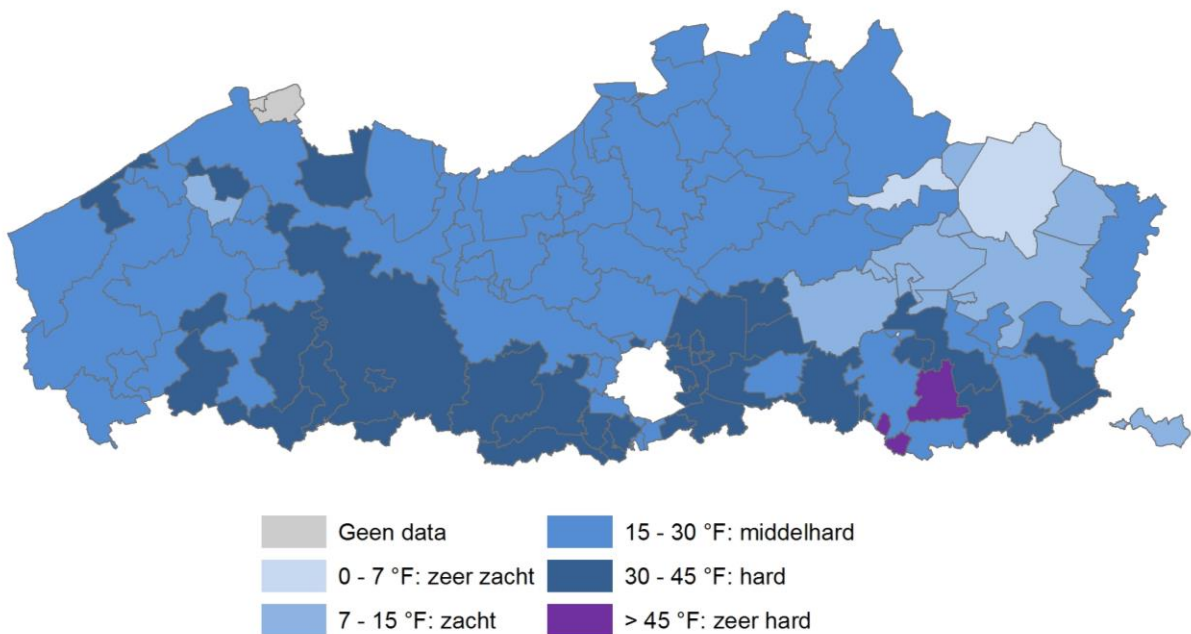 Geen data
0 - 7 °F: zeer zacht
7 - 15 °F: zacht
15 - 30 °F: middelhard
30 - 45 °F: hard
> 45 °F: zeer hard